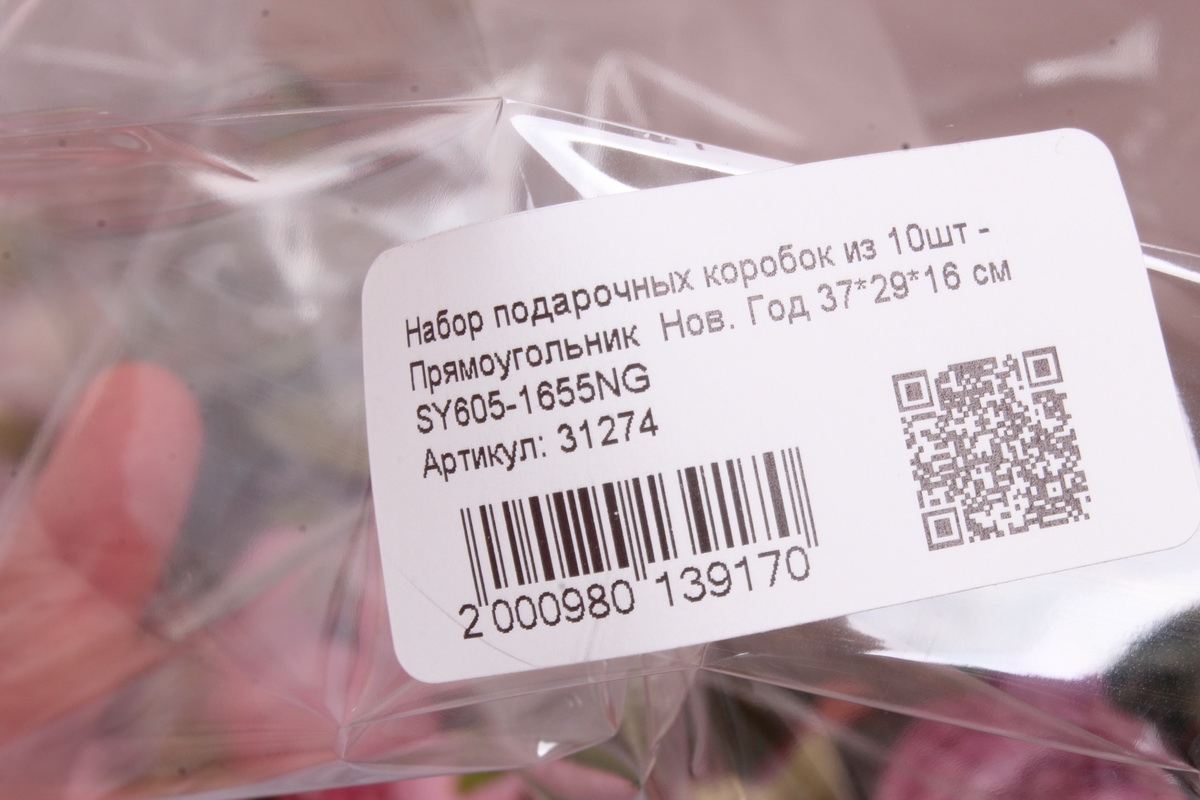 Набор подарочных коробок из 10шт -
Прямоугольник Нов. Год 37*29*16 см
SY605-1655NG
Артикул: 31274
2 000980 139170